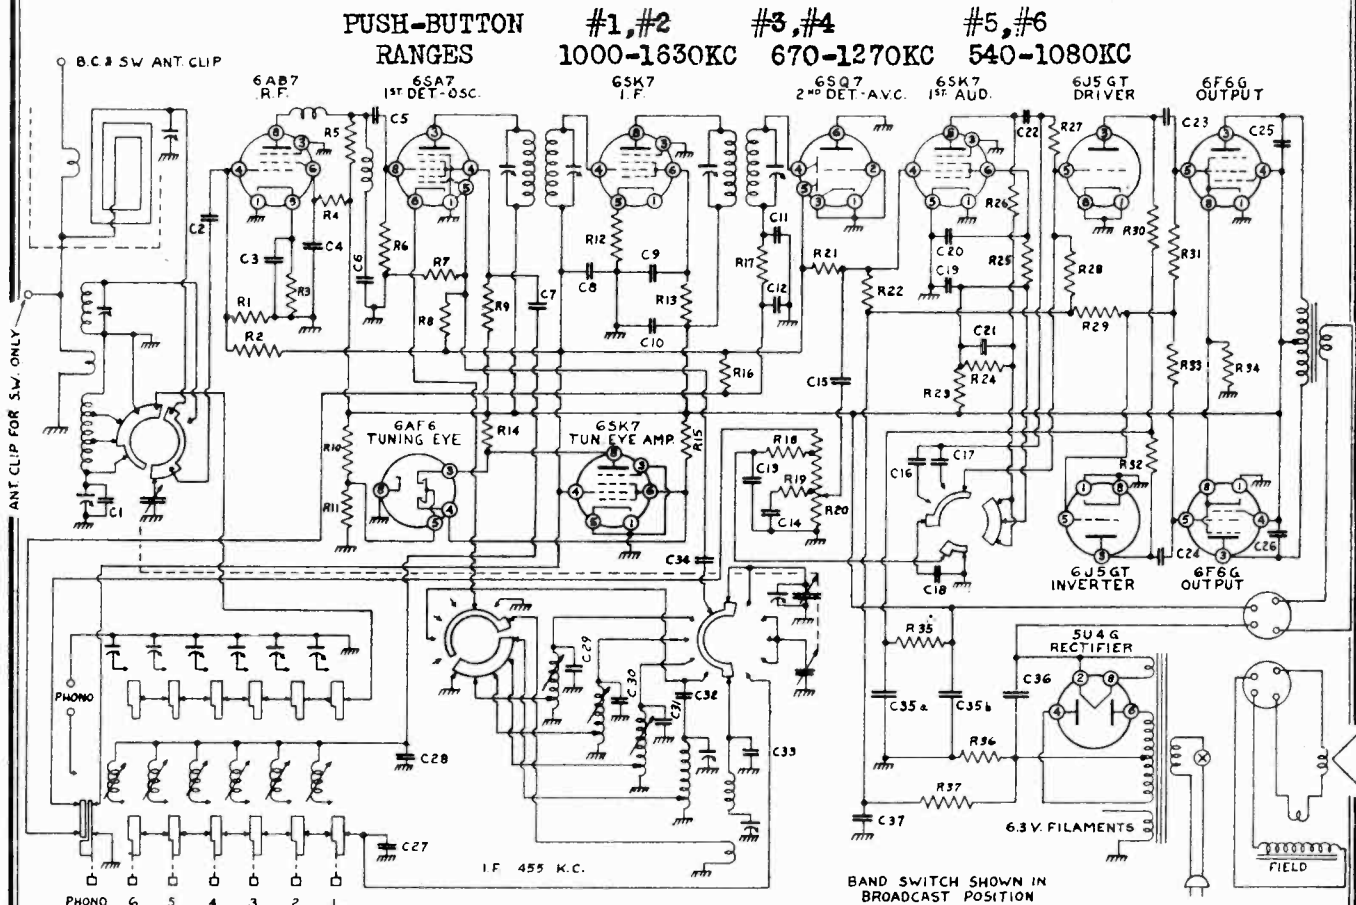 PUSH-BUTTON #1,#2 #3,#4 #5,#6
RANGES 1000-1630KC 670-1270KC 540-1080KC
B.C & SW ANT. CLIP
6AB7 R.F.
6SA7 1ST DET.-OSC.
6SK7 I.F.
6SQ7 2ND DET.-A.V.C.
6SK7 1ST. AUD.
6J5GT DRIVER
6F6G OUTPUT
R5
C5
C22
R27
C23
C25
C2
R4
C4
C3
R3
R1
R2
C6
R6
R7
R8
R9
C7
R12
C8
C9
R13
C10
C11
R17
C12
R16
R21
R22
C15
C20
C19
R26
R25
C21
R24
R23
R28
R29
R30
R31
R33
R34
ANT. CLIP FOR S.W. ONLY
C1
R10
R11
6AF6 TUNING EYE
R14
6SK7 TUN EYE AMP.
R15
C34
R18
C13
R19
C14
R20
C16
C17
C18
R32
6J5GT INVERTER
C24
6F6G OUTPUT
C26
PHONO
C28
C29
C30
C31
C32
C33
R35
C35a
C35b
C36
R36
R37
C37
5U4G RECTIFIER
6.3 V. FILAMENTS
FIELD
C27
I.F. 455 K.C.
BAND SWITCH SHOWN IN
BROADCAST POSITION
PHONO 6 5 4 3 2 1